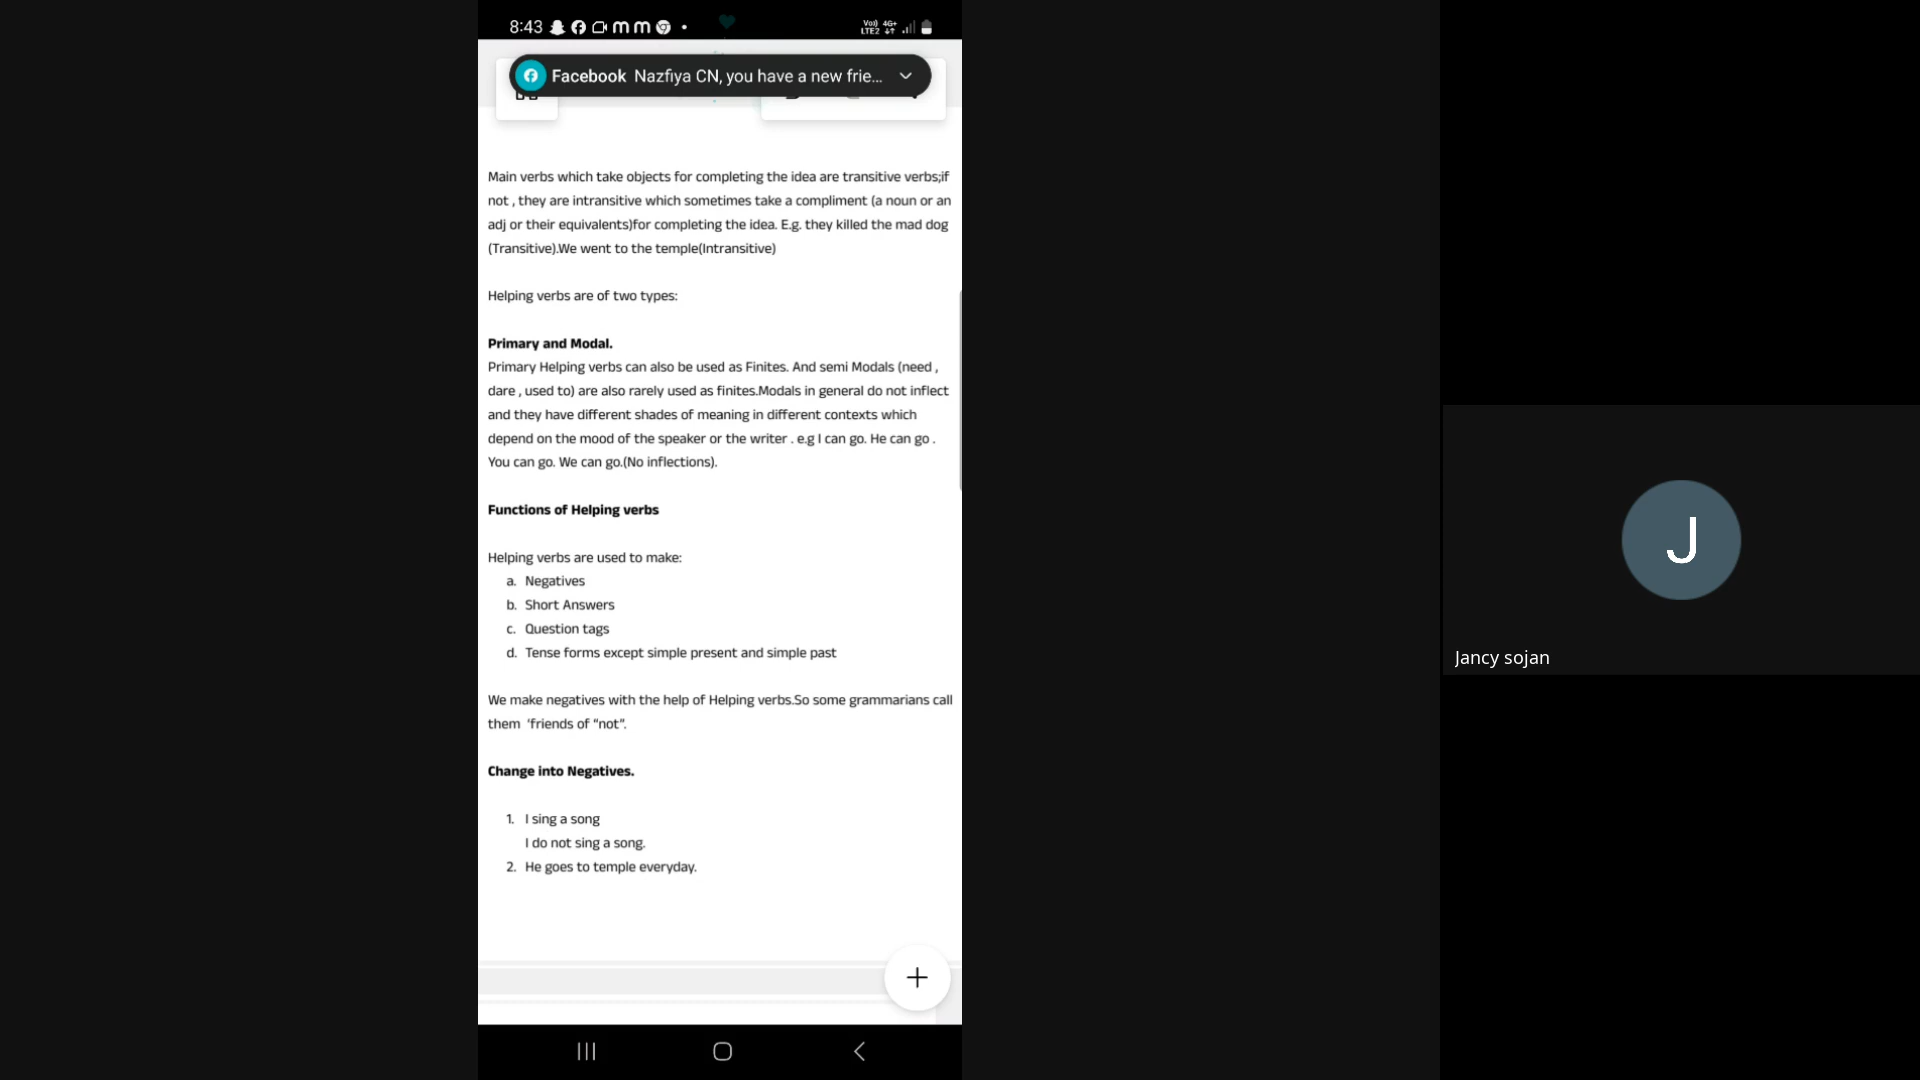 8:43
Vo)) 4G+
LTE2
Facebook Nazfiya CN, you have a new frie...
Main verbs which take objects for completing the idea are transitive verbs;if
not , they are intransitive which sometimes take a compliment (a noun or an
adj or their equivalents)for completing the idea. E.g. they killed the mad dog
(Transitive).We went to the temple(Intransitive)
Helping verbs are of two types:
Primary and Modal.
Primary Helping verbs can also be used as Finites. And semi Modals (need ,
dare , used to) are also rarely used as finites.Modals in general do not inflect
and they have different shades of meaning in different contexts which
depend on the mood of the speaker or the writer . e.g I can go. He can go .
You can go. We can go.(No inflections).
Functions of Helping verbs
Helping verbs are used to make:
a. Negatives
b. Short Answers
c. Question tags
d. Tense forms except simple present and simple past
We make negatives with the help of Helping verbs.So some grammarians call
them ‘friends of “not”.
Change into Negatives.
1. I sing a song
I do not sing a song.
2. He goes to temple everyday.
J
Jancy sojan